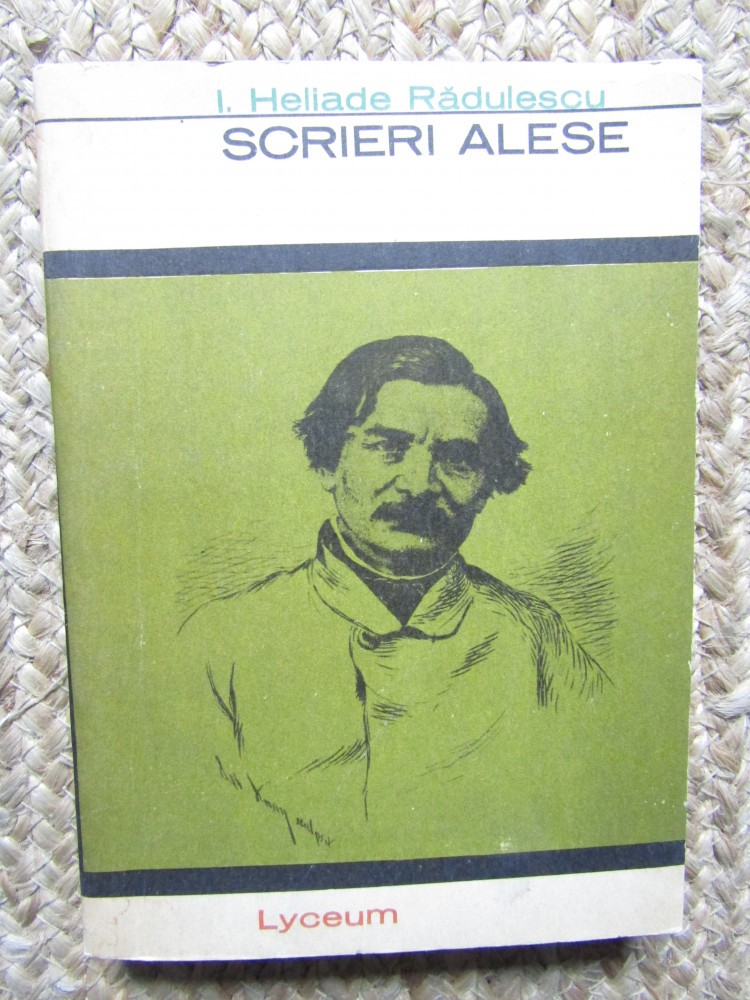 I. Heliade Rădulescu
SCRIERI ALESE
Lyceum